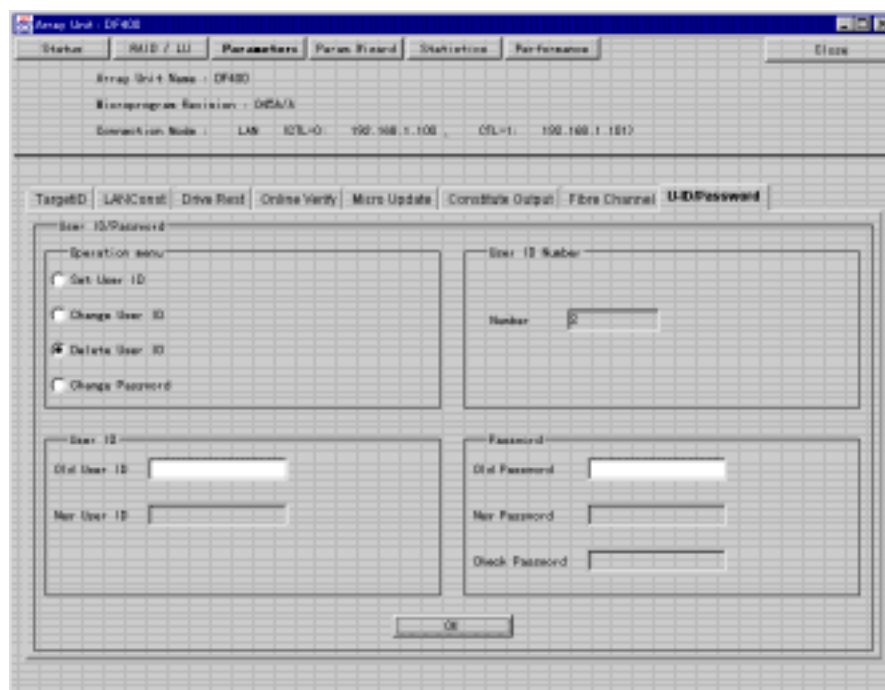 Array Unit : DF400
Status RAID / LU Parameters Param Wizard Statistics Performance Close
Array Unit Name : DF400
Microprogram Revision : 045A/A
Connection Mode : LAN (CTL-0: 192.168.1.100 , CTL-1: 192.168.1.101)
TargetID LANConst Drive Rest Online Verify Micro Update Constitute Output Fibre Channel U-ID/Password
User ID/Password
Operation menu User ID Number
Set User ID
Change User ID Number 2
Delete User ID
Change Password
User ID Password
Old User ID Old Password
New User ID New Password
Check Password
OK